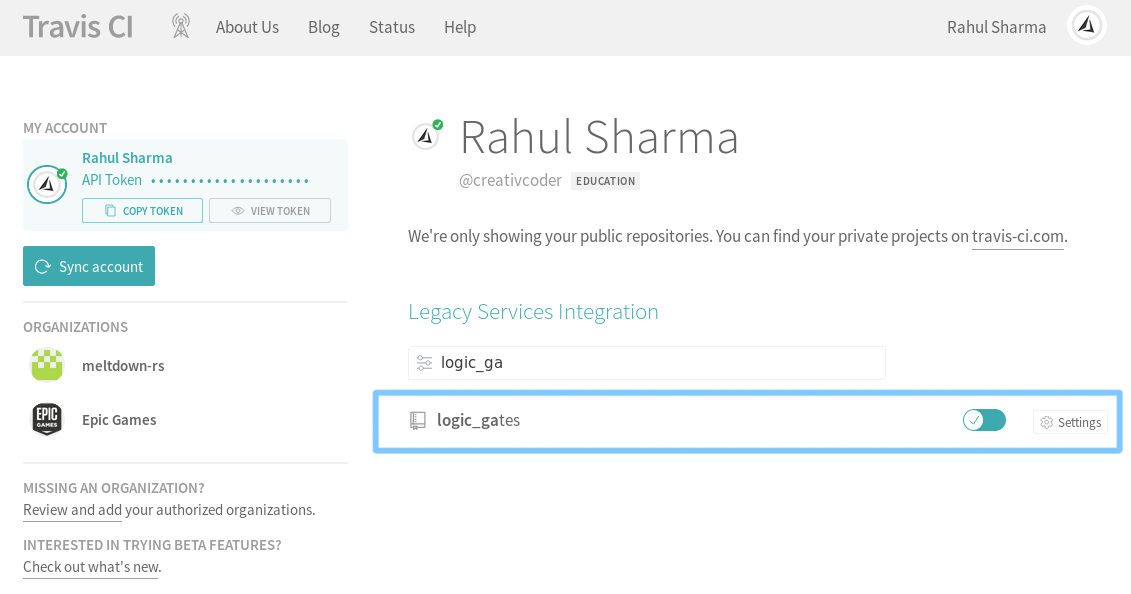 Travis CI
About Us
Blog
Status
Help
Rahul Sharma
MY ACCOUNT
Rahul Sharma
API Token
COPY TOKEN
VIEW TOKEN
Sync account
ORGANIZATIONS
meltdown-rs
EPIC
GAMES
Epic Games
MISSING AN ORGANIZATION?
Review and add your authorized organizations.
INTERESTED IN TRYING BETA FEATURES?
Check out what's new.
Rahul Sharma
@creativcoder EDUCATION
We're only showing your public repositories. You can find your private projects on travis-ci.com.
Legacy Services Integration
logic_ga
logic_gates
Settings